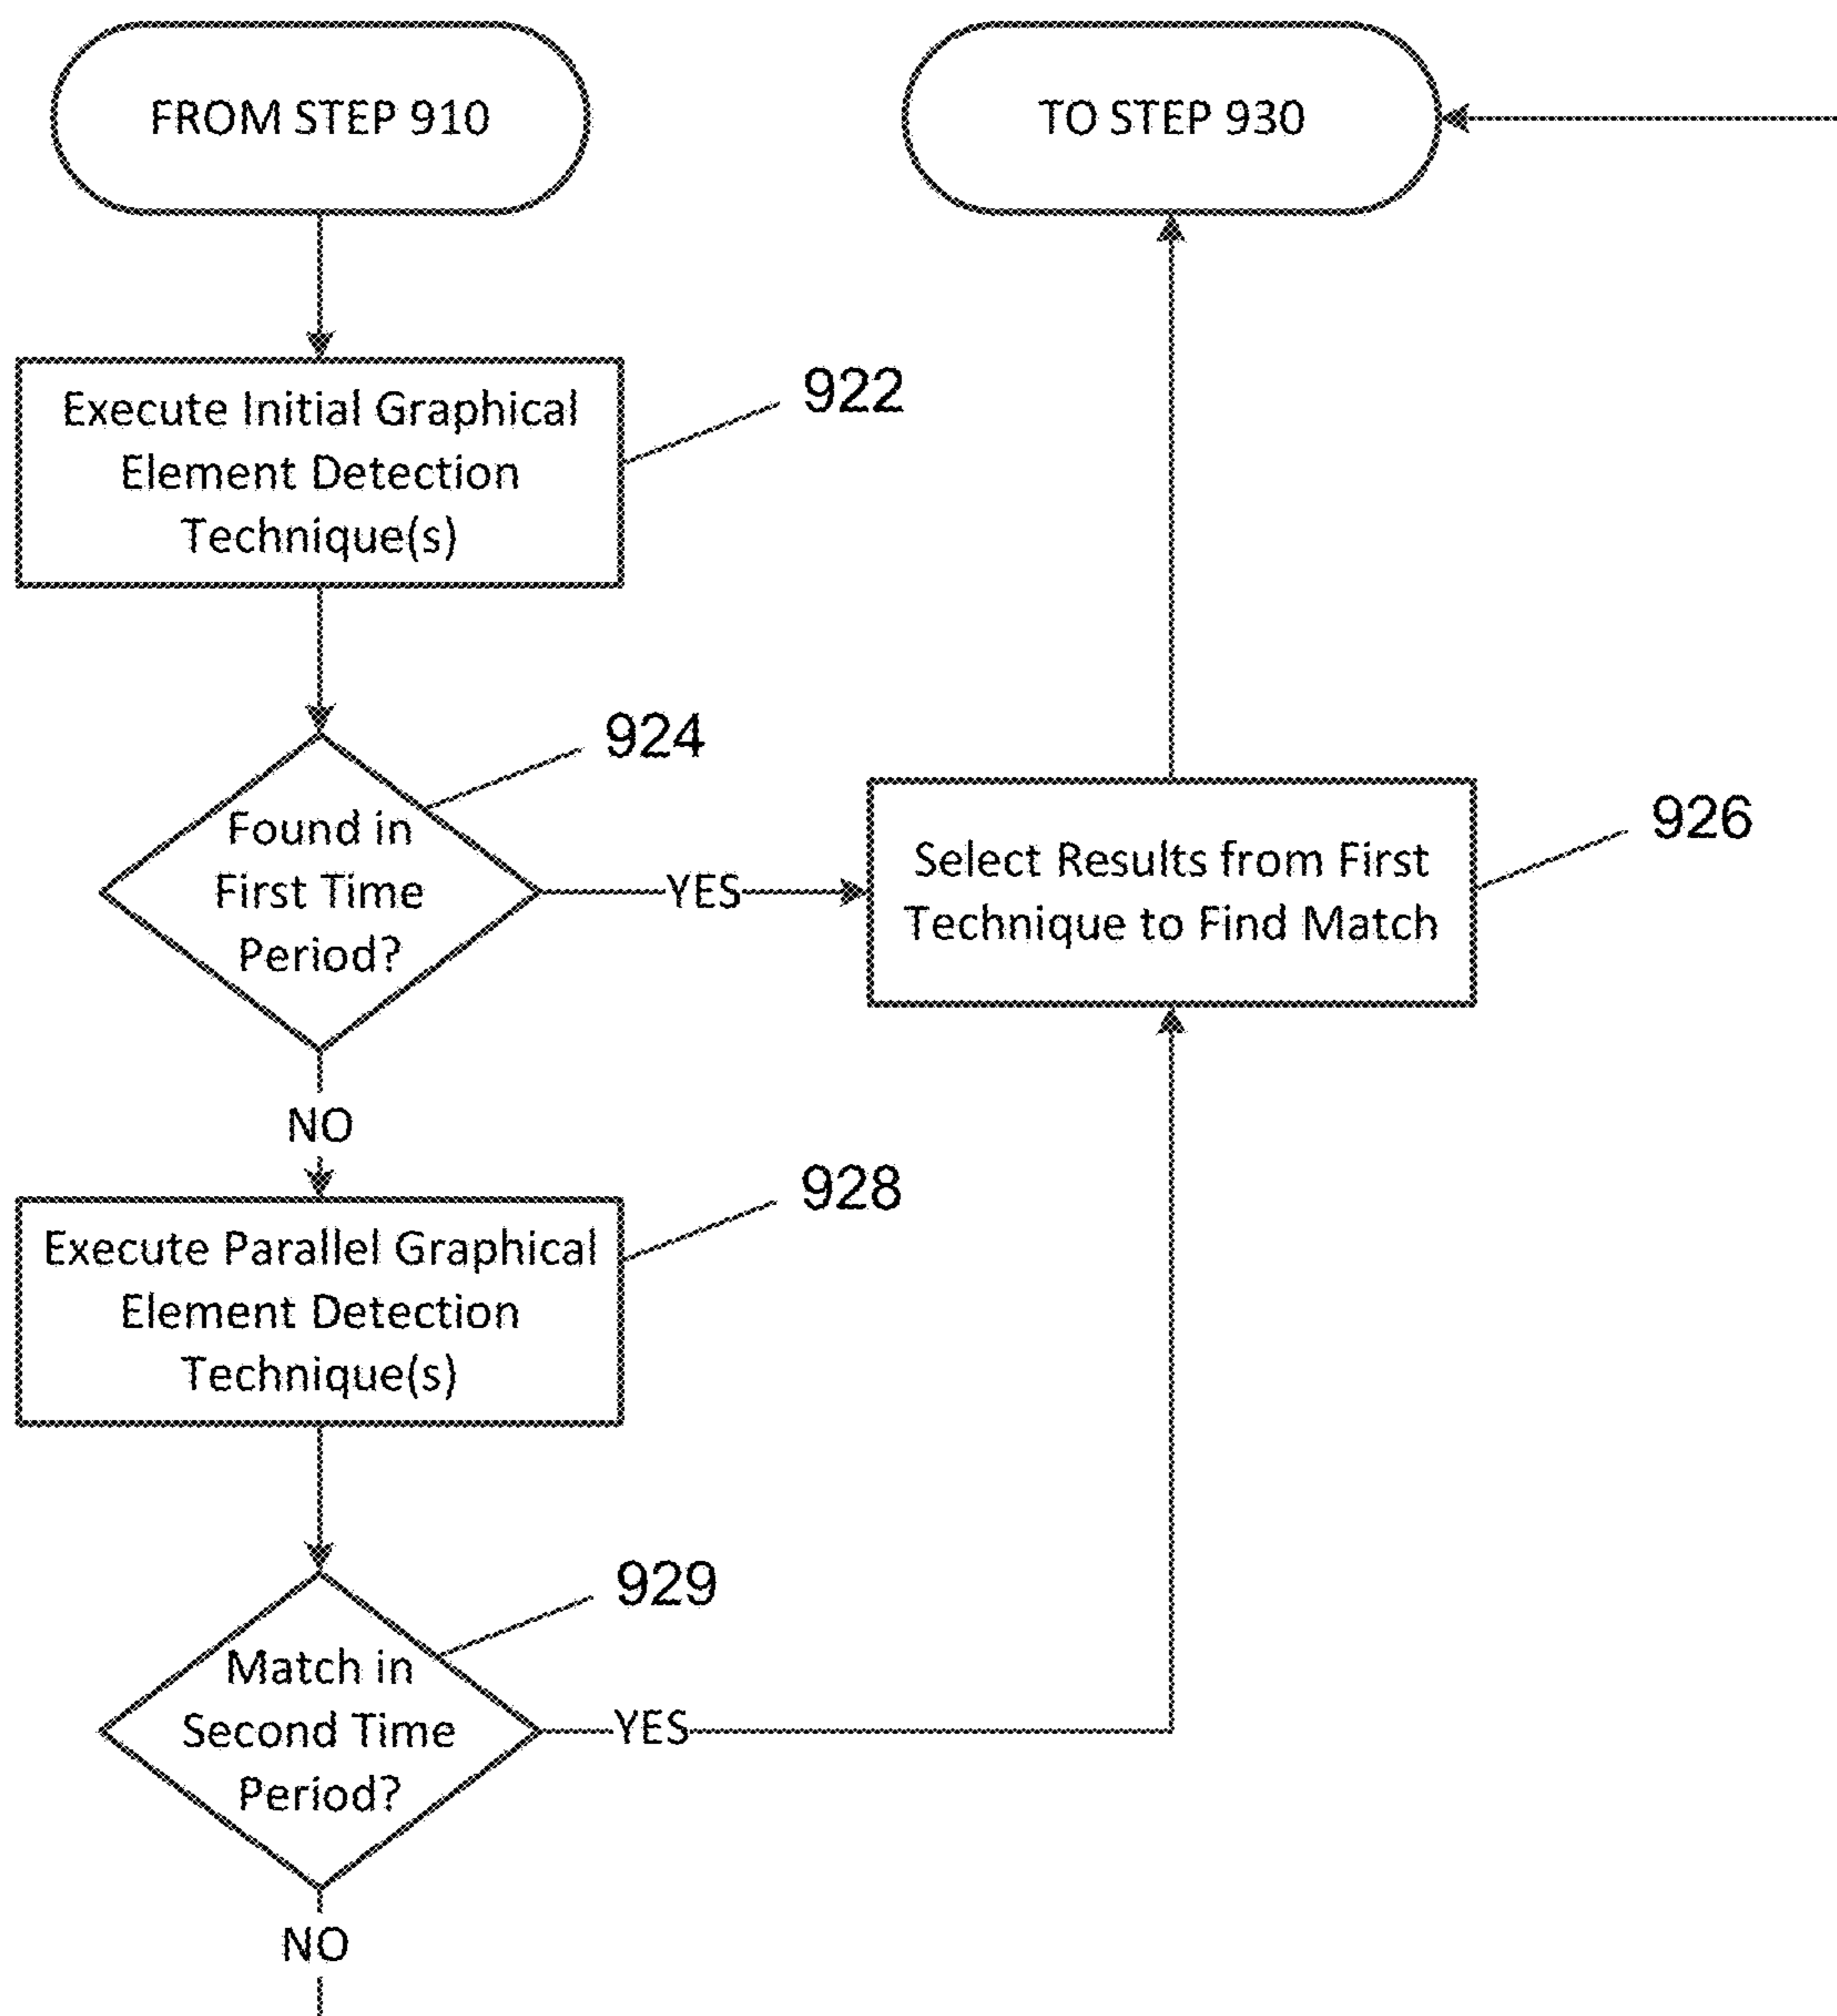 FROM STEP 910
TO STEP 930
Execute Initial Graphical
Element Detection
Technique(s)
922
924
Found in
First Time
Period?
YES
Select Results from First
Technique to Find Match
926
NO
928
Execute Parallel Graphical
Element Detection
Technique(s)
929
Match in
Second Time
Period?
YES
NO